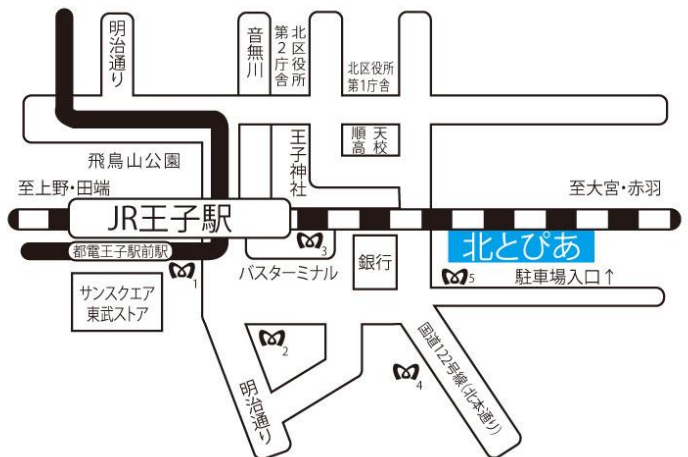 明治通り
音無川
北区役所
第2庁舎
北区役所
第1庁舎
飛鳥山公園
王子神社
順天
高校
至上野・田端
JR王子駅
至大宮・赤羽
都電王子駅前駅
北とぴあ
1
3
バスターミナル
銀行
5
駐車場入口↑
サンスクエア
東武ストア
2
4
国道122号線(北本通り)
明治通り